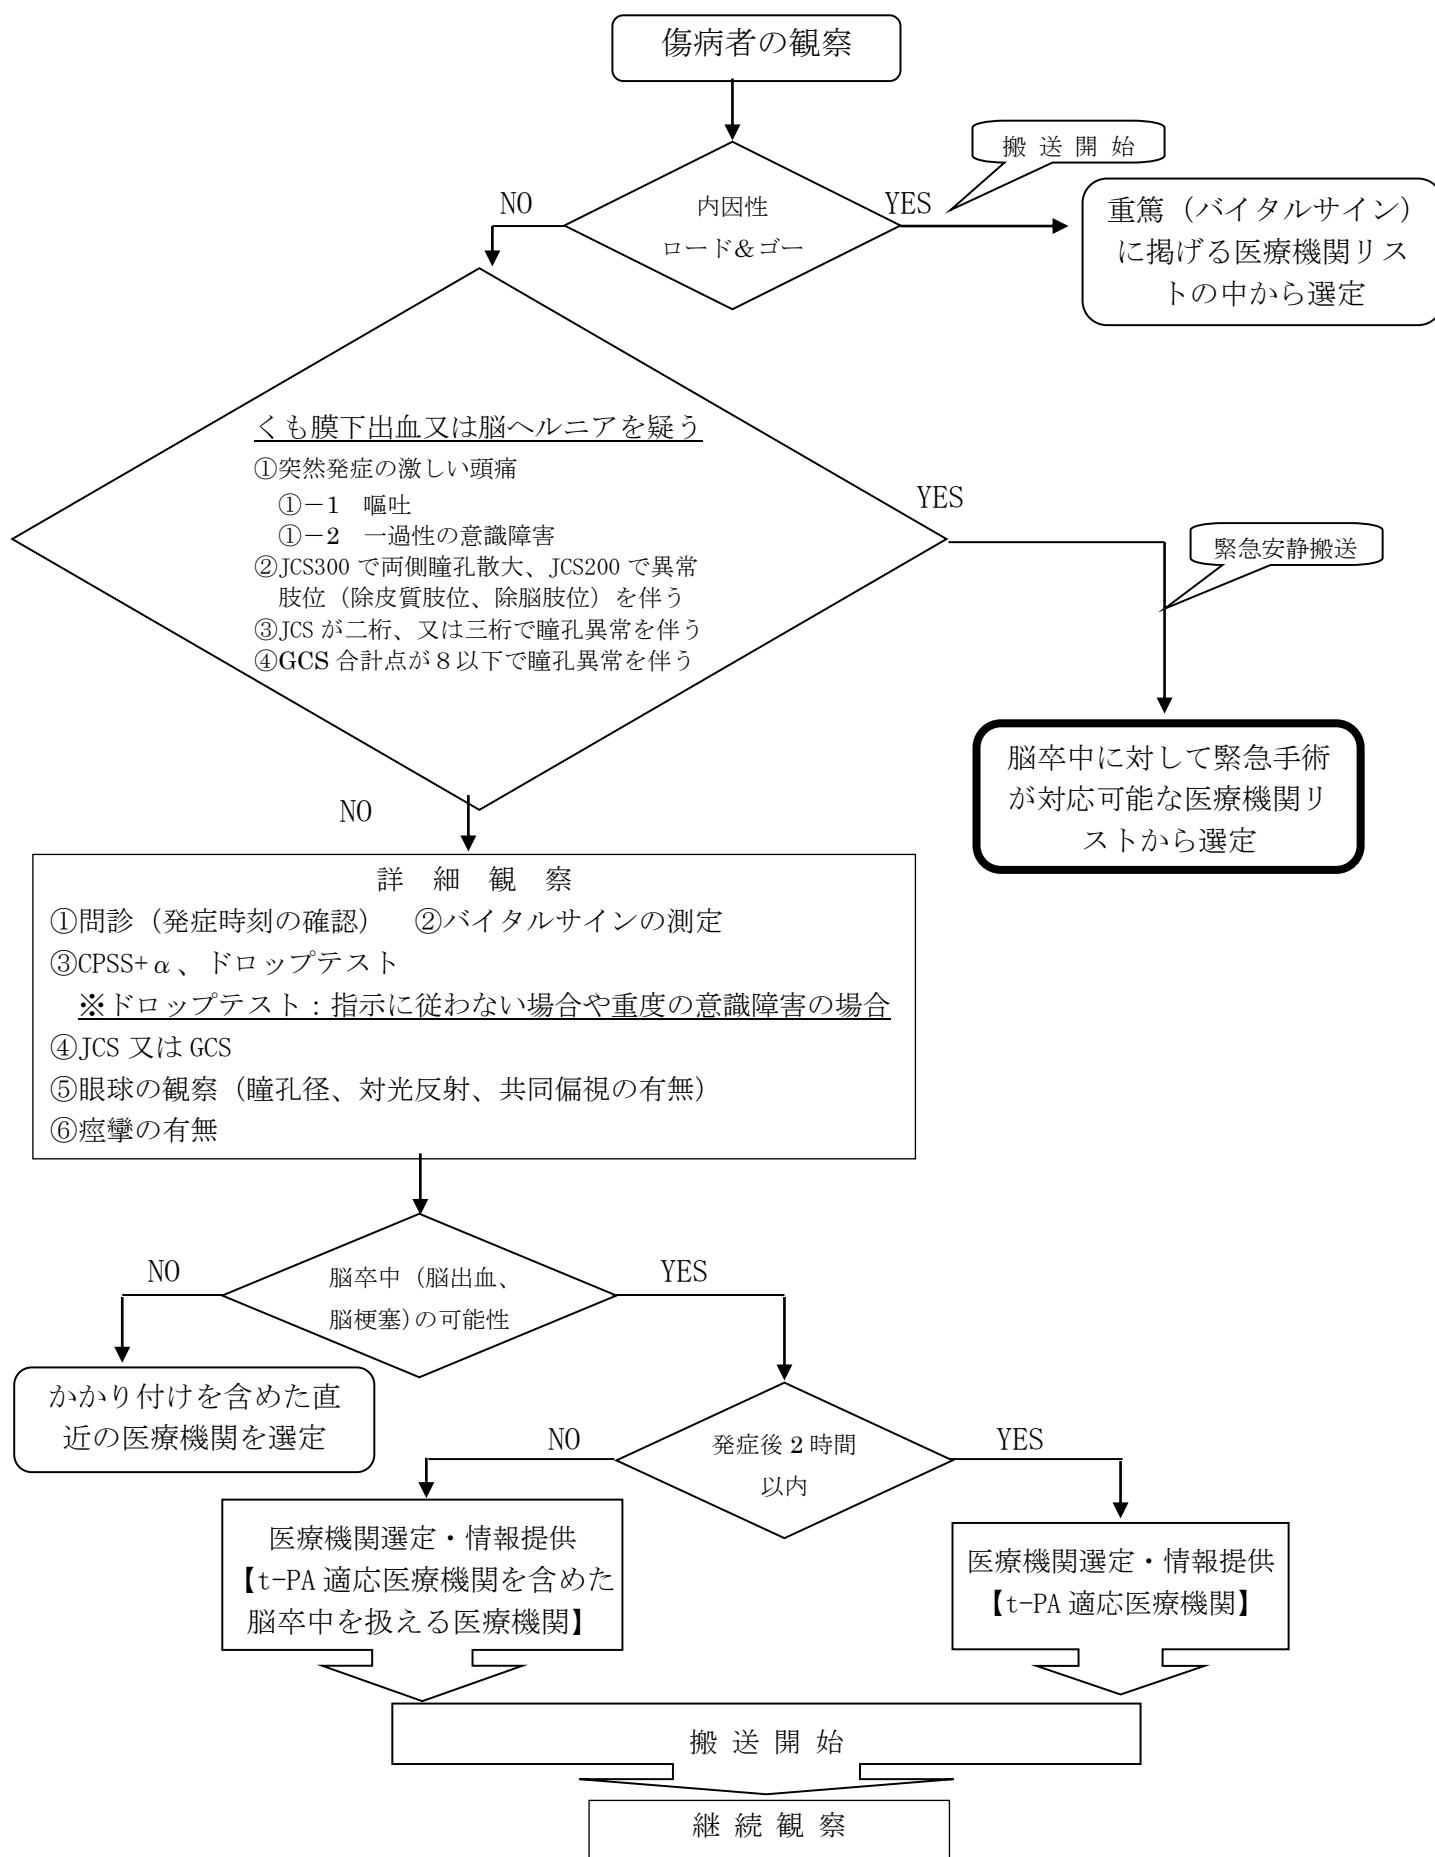 傷病者の観察
搬 送 開 始
NO
内因性
ロード＆ゴー
YES
重篤（バイタルサイン）
に掲げる医療機関リス
トの中から選定
くも膜下出血又は脳ヘルニアを疑う
①突然発症の激しい頭痛
①－1　嘔吐
①－2　一過性の意識障害
②JCS300 で両側瞳孔散大、JCS200 で異常
肢位（除皮質肢位、除脳肢位）を伴う
③JCS が二桁、又は三桁で瞳孔異常を伴う
④GCS 合計点が８以下で瞳孔異常を伴う
YES
緊急安静搬送
脳卒中に対して緊急手術
が対応可能な医療機関リ
ストから選定
NO
詳　細　観　察
①問診（発症時刻の確認）　②バイタルサインの測定
③CPSS+α、ドロップテスト
※ドロップテスト：指示に従わない場合や重度の意識障害の場合
④JCS 又は GCS
⑤眼球の観察（瞳孔径、対光反射、共同偏視の有無）
⑥痙攣の有無
NO
脳卒中（脳出血、
脳梗塞）の可能性
YES
かかり付けを含めた直
近の医療機関を選定
NO
発症後２時間
以内
YES
医療機関選定・情報提供
【t-PA 適応医療機関を含めた
脳卒中を扱える医療機関】
医療機関選定・情報提供
【t-PA 適応医療機関】
搬 送 開 始
継 続 観 察